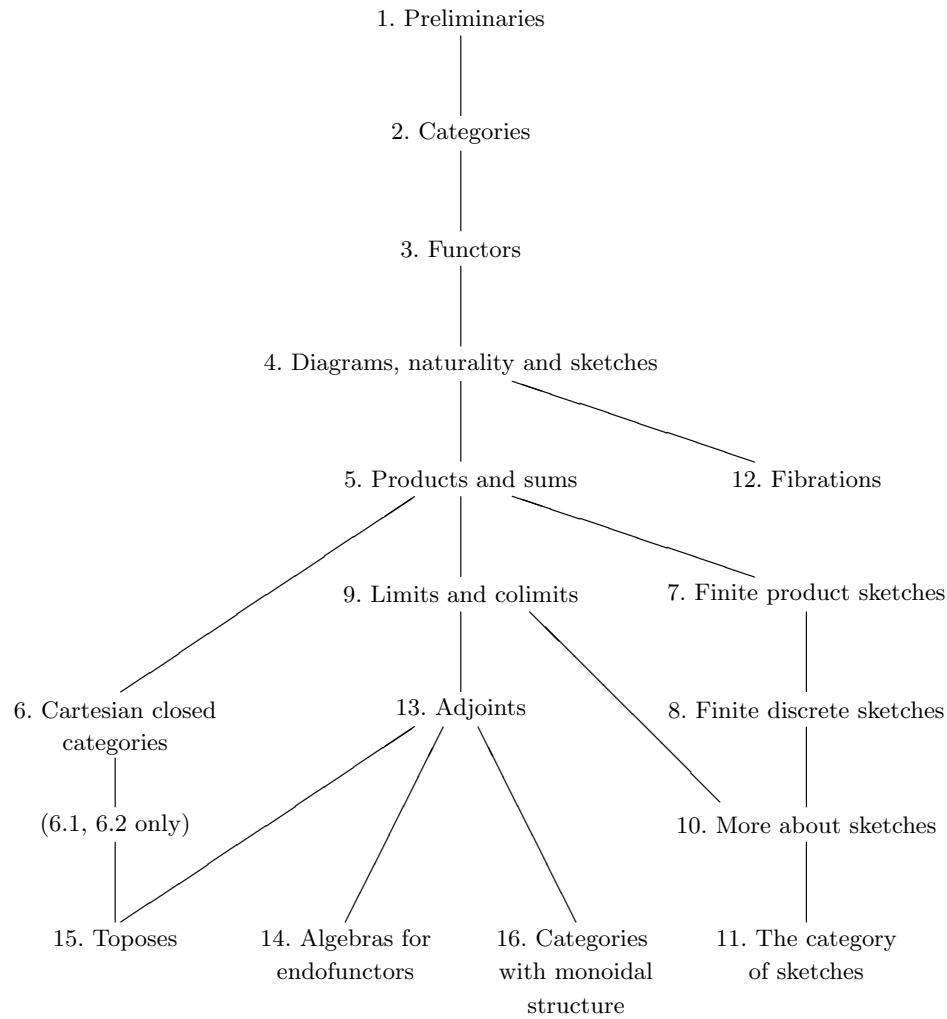 1. Preliminaries
2. Categories
3. Functors
4. Diagrams, naturality and sketches
5. Products and sums
12. Fibrations
9. Limits and colimits
7. Finite product sketches
6. Cartesian closed
categories
13. Adjoints
8. Finite discrete sketches
(6.1, 6.2 only)
10. More about sketches
15. Toposes
14. Algebras for
endofunctors
16. Categories
with monoidal
structure
11. The category
of sketches